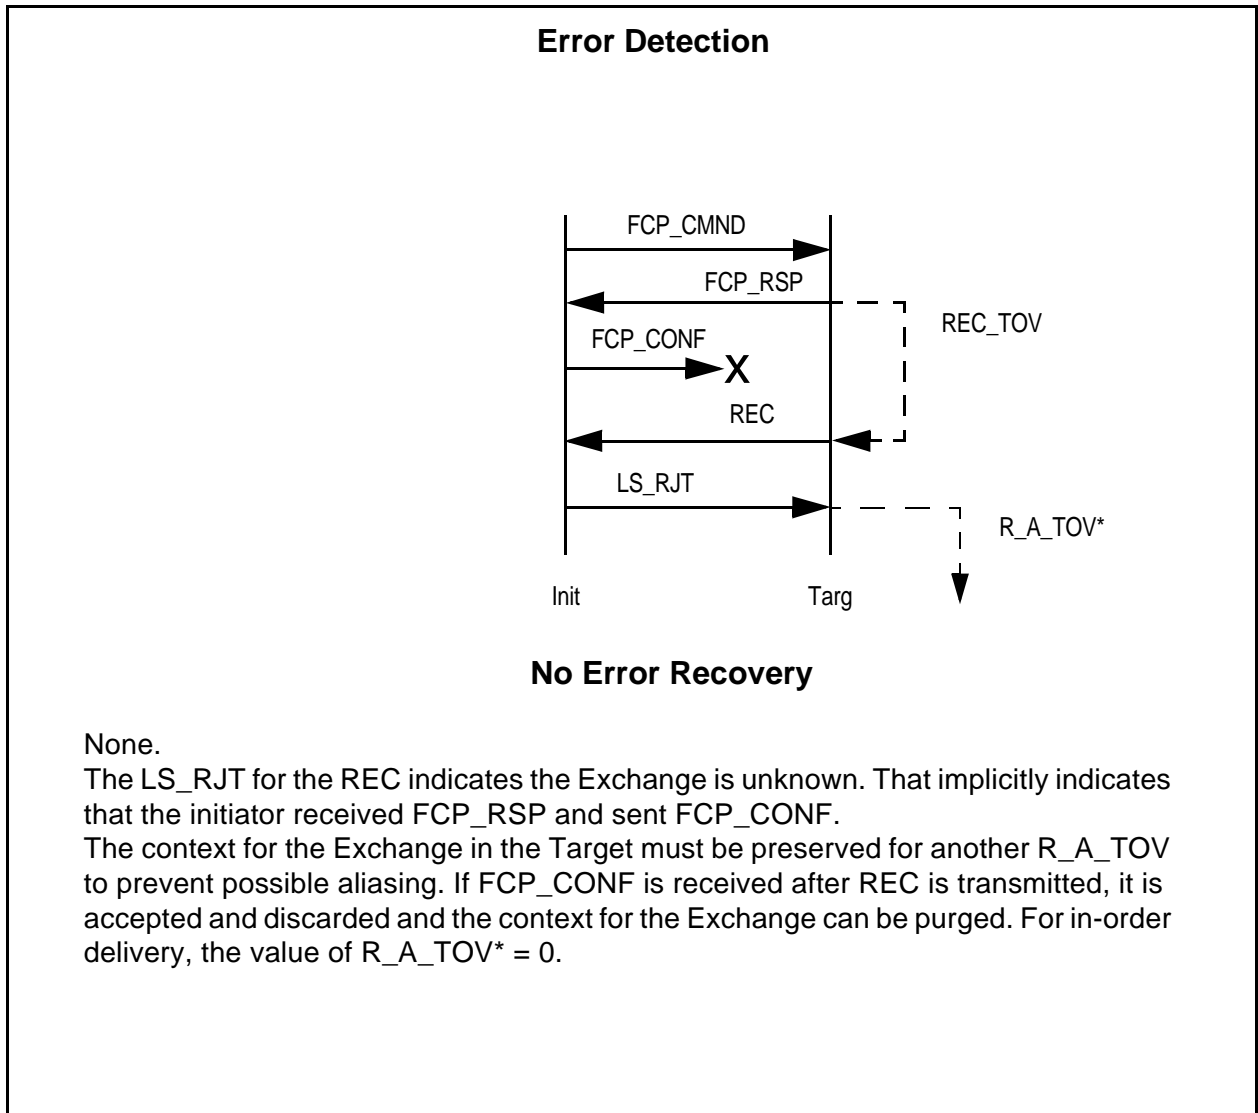 Error Detection
FCP_CMND
FCP_RSP
REC_TOV
FCP_CONF
X
REC
LS_RJT
R_A_TOV*
Init
Targ
No Error Recovery
None.
The LS_RJT for the REC indicates the Exchange is unknown. That implicitly indicates
that the initiator received FCP_RSP and sent FCP_CONF.
The context for the Exchange in the Target must be preserved for another R_A_TOV
to prevent possible aliasing. If FCP_CONF is received after REC is transmitted, it is
accepted and discarded and the context for the Exchange can be purged. For in-order
delivery, the value of R_A_TOV* = 0.